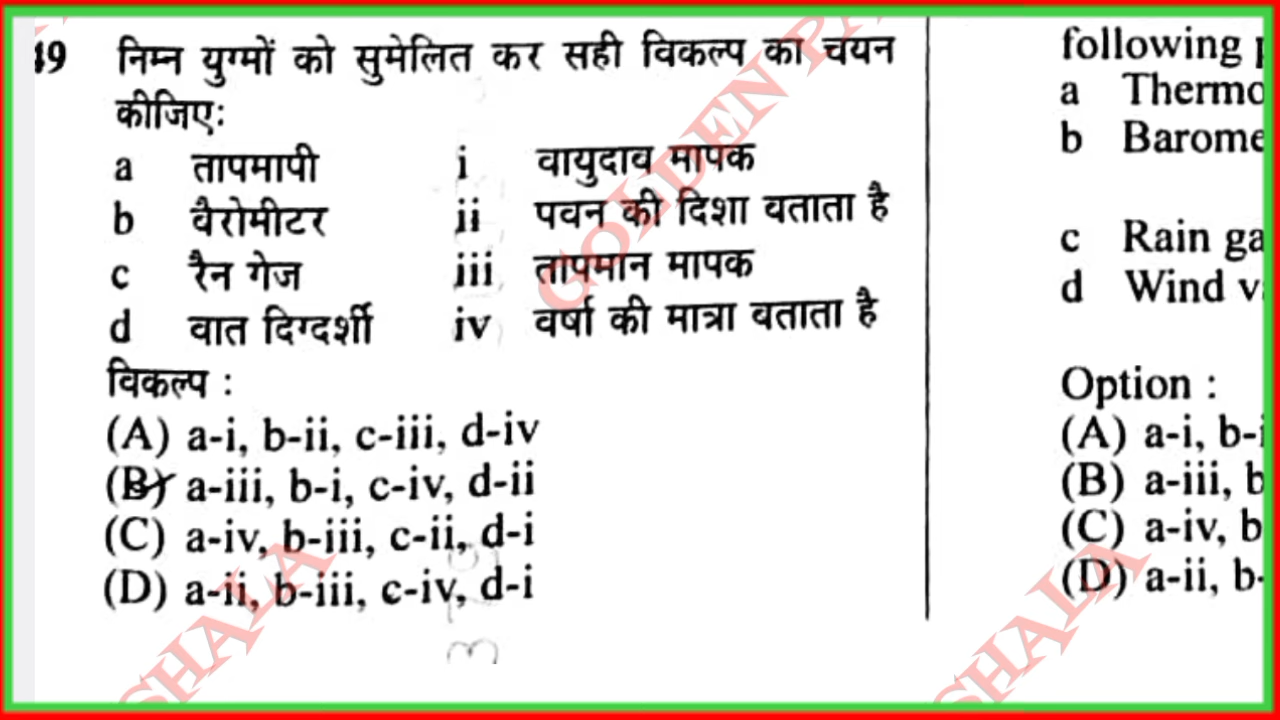 49 निम्न युग्मों को सुमेलित कर सही विकल्प का चयन
कीजिए:
a तापमापी i वायुदाव मापक
b वैरोमीटर ii पवन की दिशा वताता है
c रैन गेज iii तापमान मापक
d वात दिग्दर्शी iv वर्षा की मात्रा बताता है
विकल्प :
(A) a-i, b-ii, c-iii, d-iv
(B) a-iii, b-i, c-iv, d-ii
(C) a-iv, b-iii, c-ii, d-i
(D) a-ii, b-iii, c-iv, d-i
following
a Thermo
b Barome
c Rain ga
d Wind v
Option :
(A) a-i, b-i
(B) a-iii, b
(C) a-iv, b
(D) a-ii, b-
GOLDEN PA
SHALA
SHALA